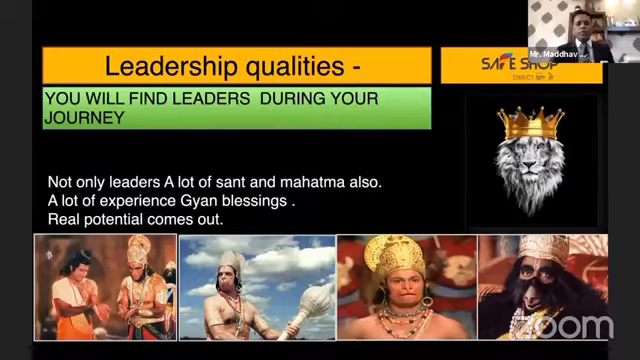 Leadership qualities -
YOU WILL FIND LEADERS DURING YOUR
JOURNEY
Not only leaders A lot of sant and mahatma also.
A lot of experience Gyan blessings .
Real potential comes out.
Mr. Maddhav
SAFE SHOP
DIRECT
zoom